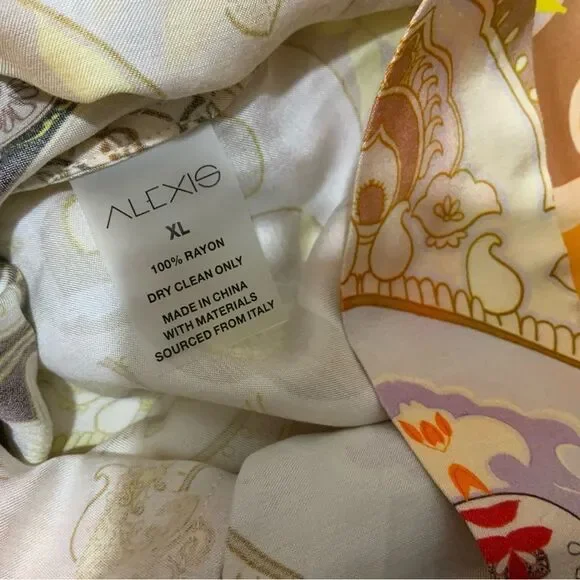 ALEXIS
XL
100% RAYON
DRY CLEAN ONLY
MADE IN CHINA
WITH MATERIALS
SOURCED FROM ITALY